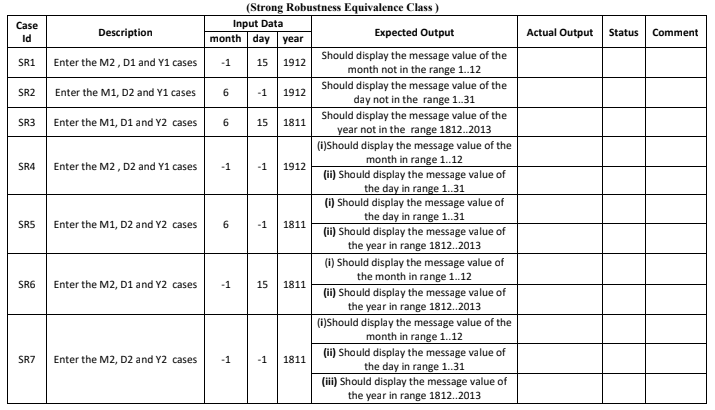 (Strong Robustness Equivalence Class )
Case Id | Description | Input Data | Expected Output | Actual Output | Status | Comment
month | day | year
SR1 | Enter the M2 , D1 and Y1 cases | -1 | 15 | 1912 | Should display the message value of the
month not in the range 1..12
SR2 | Enter the M1, D2 and Y1 cases | 6 | -1 | 1912 | Should display the message value of the
day not in the range 1..31
SR3 | Enter the M1, D1 and Y2 cases | 6 | 15 | 1811 | Should display the message value of the
year not in the range 1812..2013
SR4 | Enter the M2 , D2 and Y1 cases | -1 | -1 | 1912 | (i)Should display the message value of the
month in range 1..12
(ii) Should display the message value of
the day in range 1..31
SR5 | Enter the M1, D2 and Y2 cases | 6 | -1 | 1811 | (i) Should display the message value of
the day in range 1..31
(ii) Should display the message value of
the year in range 1812..2013
SR6 | Enter the M2, D1 and Y2 cases | -1 | 15 | 1811 | (i) Should display the message value of
the month in range 1..12
(ii) Should display the message value of
the year in range 1812..2013
SR7 | Enter the M2, D2 and Y2 cases | -1 | -1 | 1811 | (i)Should display the message value of the
month in range 1..12
(ii) Should display the message value of
the day in range 1..31
(iii) Should display the message value of
the year in range 1812..2013